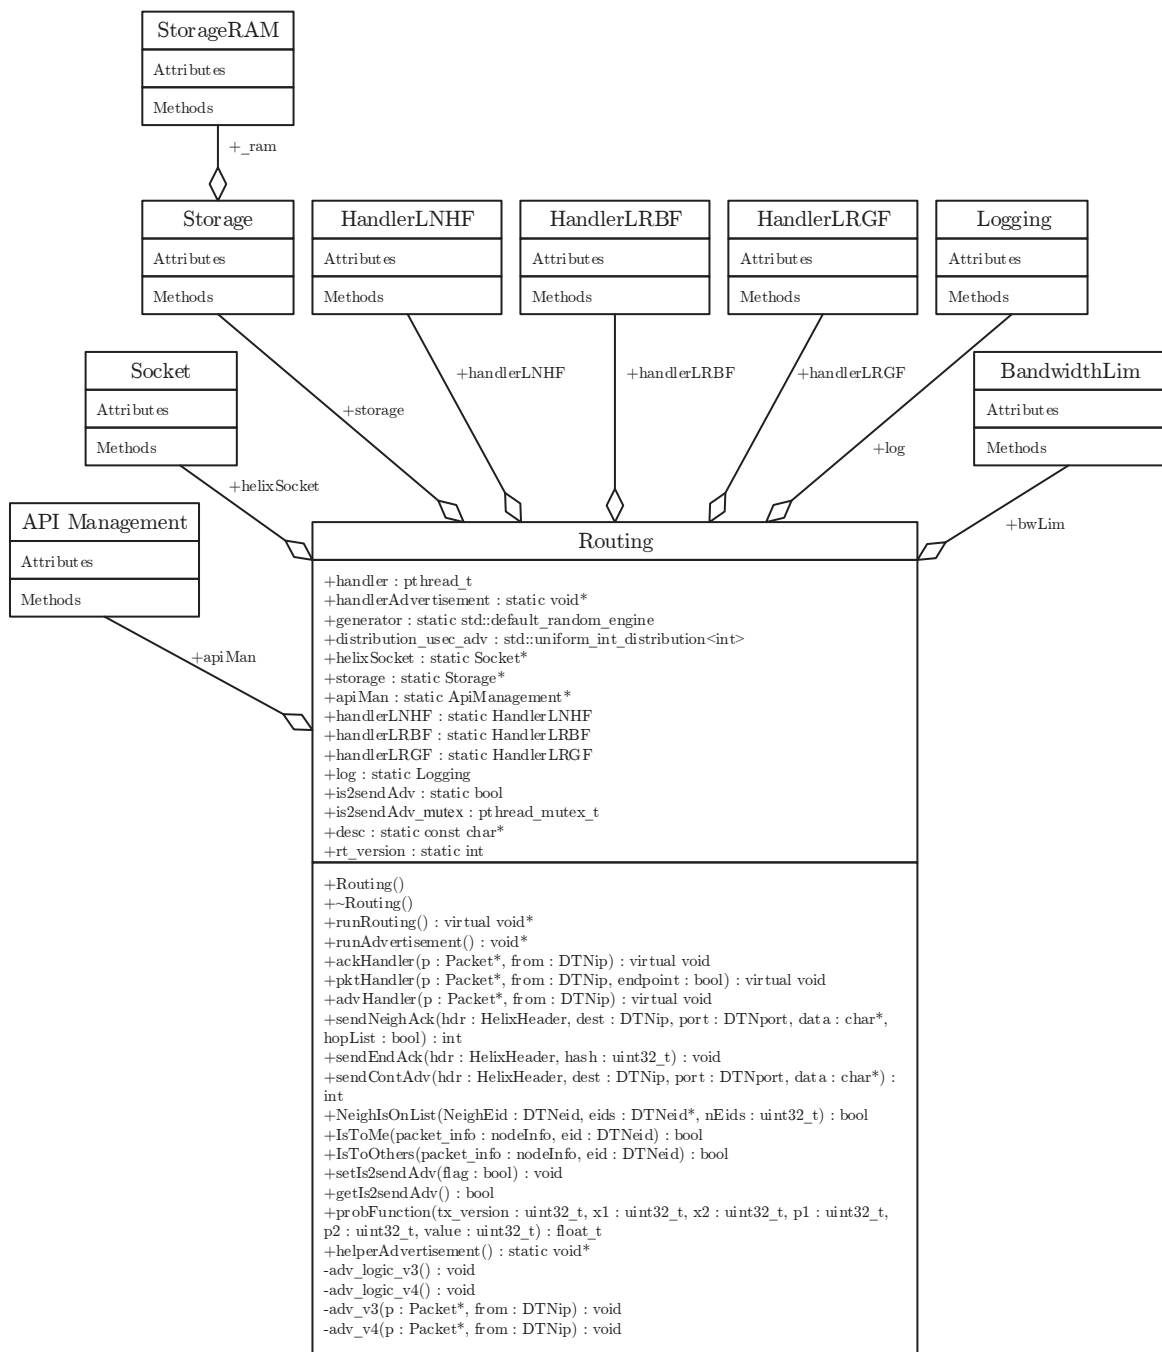 StorageRAM
Attributes
Methods
+_ram
Storage
Attributes
Methods
HandlerLNHF
Attributes
Methods
HandlerLRBF
Attributes
Methods
HandlerLRGF
Attributes
Methods
Logging
Attributes
Methods
Socket
Attributes
Methods
BandwidthLim
Attributes
Methods
+handlerLNHF
+handlerLRBF
+handlerLRGF
+storage
+log
+helixSocket
+bwLim
API Management
Attributes
Methods
+apiMan
Routing
+handler : pthread_t
+handlerAdvertisement : static void*
+generator : static std::default_random_engine
+distribution_usec_adv : std::uniform_int_distribution<int>
+helixSocket : static Socket*
+storage : static Storage*
+apiMan : static ApiManagement*
+handlerLNHF : static HandlerLNHF
+handlerLRBF : static HandlerLRBF
+handlerLRGF : static HandlerLRGF
+log : static Logging
+is2sendAdv : static bool
+is2sendAdv_mutex : pthread_mutex_t
+desc : static const char*
+rt_version : static int
+Routing()
+~Routing()
+runRouting() : virtual void*
+runAdvertisement() : void*
+ackHandler(p : Packet*, from : DTNip) : virtual void
+pktHandler(p : Packet*, from : DTNip, endpoint : bool) : virtual void
+advHandler(p : Packet*, from : DTNip) : virtual void
+sendNeighAck(hdr : HelixHeader, dest : DTNip, port : DTNport, data : char*,
hopList : bool) : int
+sendEndAck(hdr : HelixHeader, hash : uint32_t) : void
+sendContAdv(hdr : HelixHeader, dest : DTNip, port : DTNport, data : char*) :
int
+NeighIsOnList(NeighEid : DTNeid, eids : DTNeid*, nEids : uint32_t) : bool
+IsToMe(packet_info : nodeInfo, eid : DTNeid) : bool
+IsToOthers(packet_info : nodeInfo, eid : DTNeid) : bool
+setIs2sendAdv(flag : bool) : void
+getIs2sendAdv() : bool
+probFunction(tx_version : uint32_t, x1 : uint32_t, x2 : uint32_t, p1 : uint32_t,
p2 : uint32_t, value : uint32_t) : float_t
+helperAdvertisement() : static void*
-adv_logic_v3() : void
-adv_logic_v4() : void
-adv_v3(p : Packet*, from : DTNip) : void
-adv_v4(p : Packet*, from : DTNip) : void